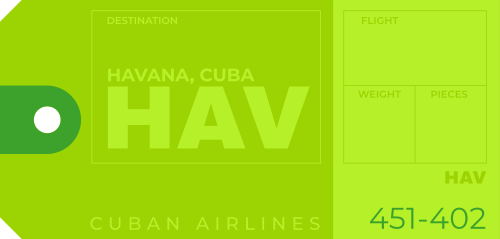 DESTINATION
HAVANA, CUBA
HAV
CUBAN AIRLINES
FLIGHT
WEIGHT
PIECES
HAV
451-402